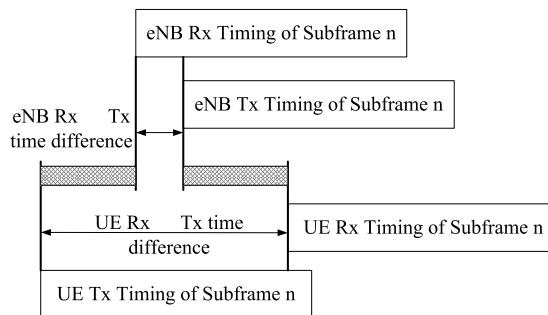 eNB Rx Timing of Subframe n
eNB Tx Timing of Subframe n
eNB Rx Tx
time difference
UE Rx Tx time
difference
UE Rx Timing of Subframe n
UE Tx Timing of Subframe n